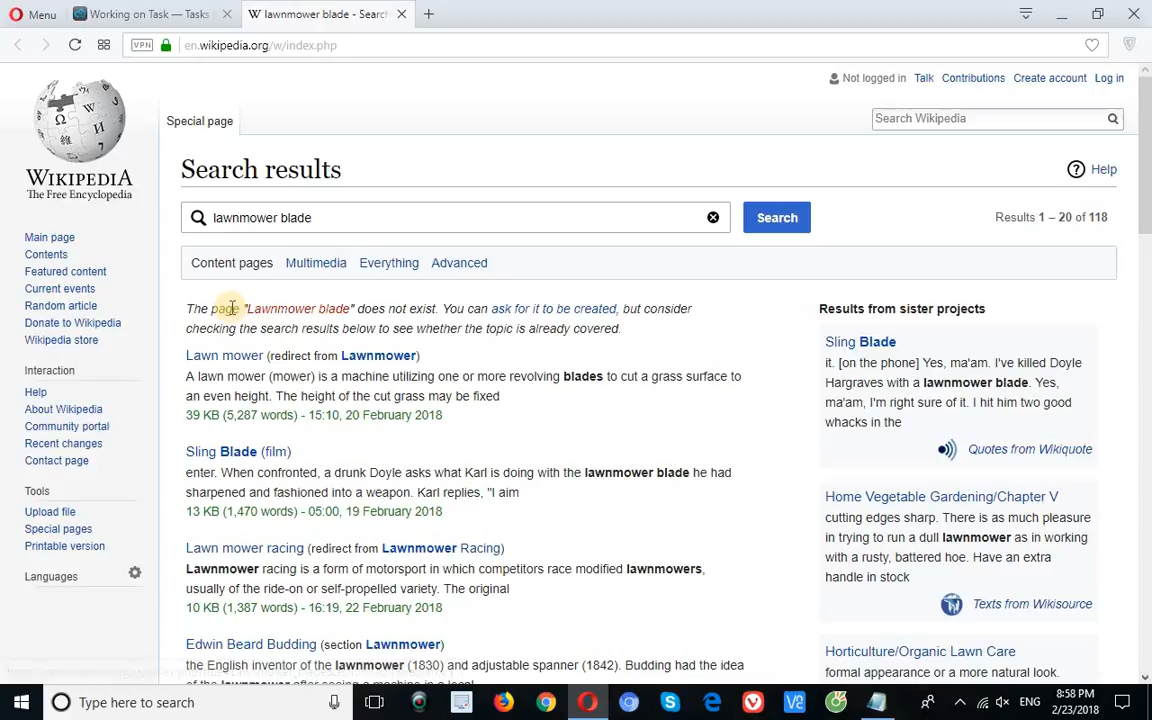 Menu
Working on Task — Tasks
lawnmower blade - Search
VPN
en.wikipedia.org/w/index.php
Not logged in Talk Contributions Create account Log in
Special page
Search Wikipedia
WIKIPEDIA
The Free Encyclopedia
Main page
Contents
Featured content
Current events
Random article
Donate to Wikipedia
Wikipedia store
Interaction
Help
About Wikipedia
Community portal
Recent changes
Contact page
Tools
Upload file
Special pages
Printable version
Languages
Search results
Help
lawnmower blade
Search
Results 1 – 20 of 118
Content pages Multimedia Everything Advanced
The page "Lawnmower blade" does not exist. You can ask for it to be created, but consider
checking the search results below to see whether the topic is already covered.
Lawn mower (redirect from Lawnmower)
A lawn mower (mower) is a machine utilizing one or more revolving blades to cut a grass surface to
an even height. The height of the cut grass may be fixed
39 KB (5,287 words) - 15:10, 20 February 2018
Sling Blade (film)
enter. When confronted, a drunk Doyle asks what Karl is doing with the lawnmower blade he had
sharpened and fashioned into a weapon. Karl replies, "I aim
13 KB (1,470 words) - 05:00, 19 February 2018
Lawn mower racing (redirect from Lawnmower Racing)
Lawnmower racing is a form of motorsport in which competitors race modified lawnmowers,
usually of the ride-on or self-propelled variety. The original
10 KB (1,387 words) - 16:19, 22 February 2018
Edwin Beard Budding (section Lawnmower)
the English inventor of the lawnmower (1830) and adjustable spanner (1842). Budding had the idea
Results from sister projects
Sling Blade
it. [on the phone] Yes, ma'am. I've killed Doyle
Hargraves with a lawnmower blade. Yes,
ma'am, I'm right sure of it. I hit him two good
whacks in the
Quotes from Wikiquote
Home Vegetable Gardening/Chapter V
cutting edges sharp. There is as much pleasure
in trying to run a dull lawnmower as in working
with a rusty, battered hoe. Have an extra
handle in stock
Texts from Wikisource
Horticulture/Organic Lawn Care
formal appearance or a more natural look.
Type here to search
ENG
8:58 PM
2/23/2018